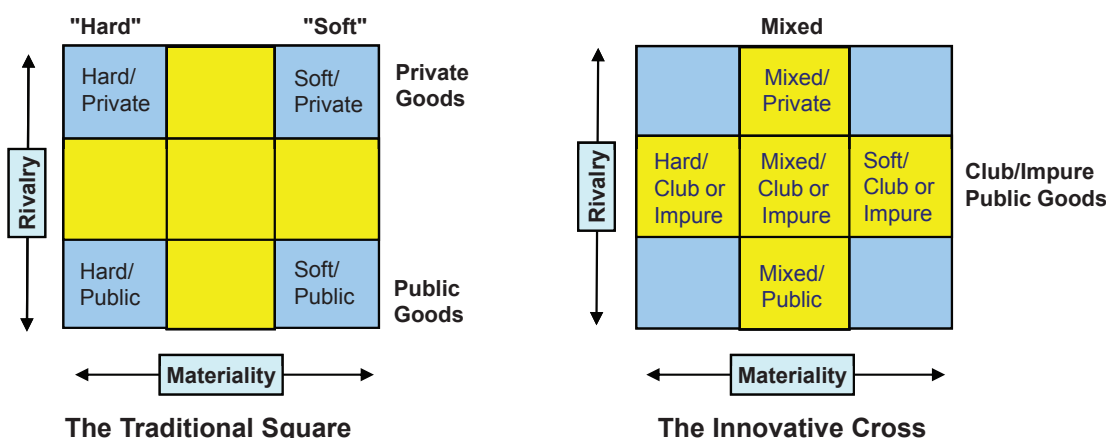 "Hard"
"Soft"
Hard/
Private
Soft/
Private
Private
Goods
Rivalry
Hard/
Public
Soft/
Public
Public
Goods
Materiality
The Traditional Square
Mixed
Mixed/
Private
Rivalry
Hard/
Club or
Impure
Mixed/
Club or
Impure
Soft/
Club or
Impure
Club/Impure
Public Goods
Mixed/
Public
Materiality
The Innovative Cross